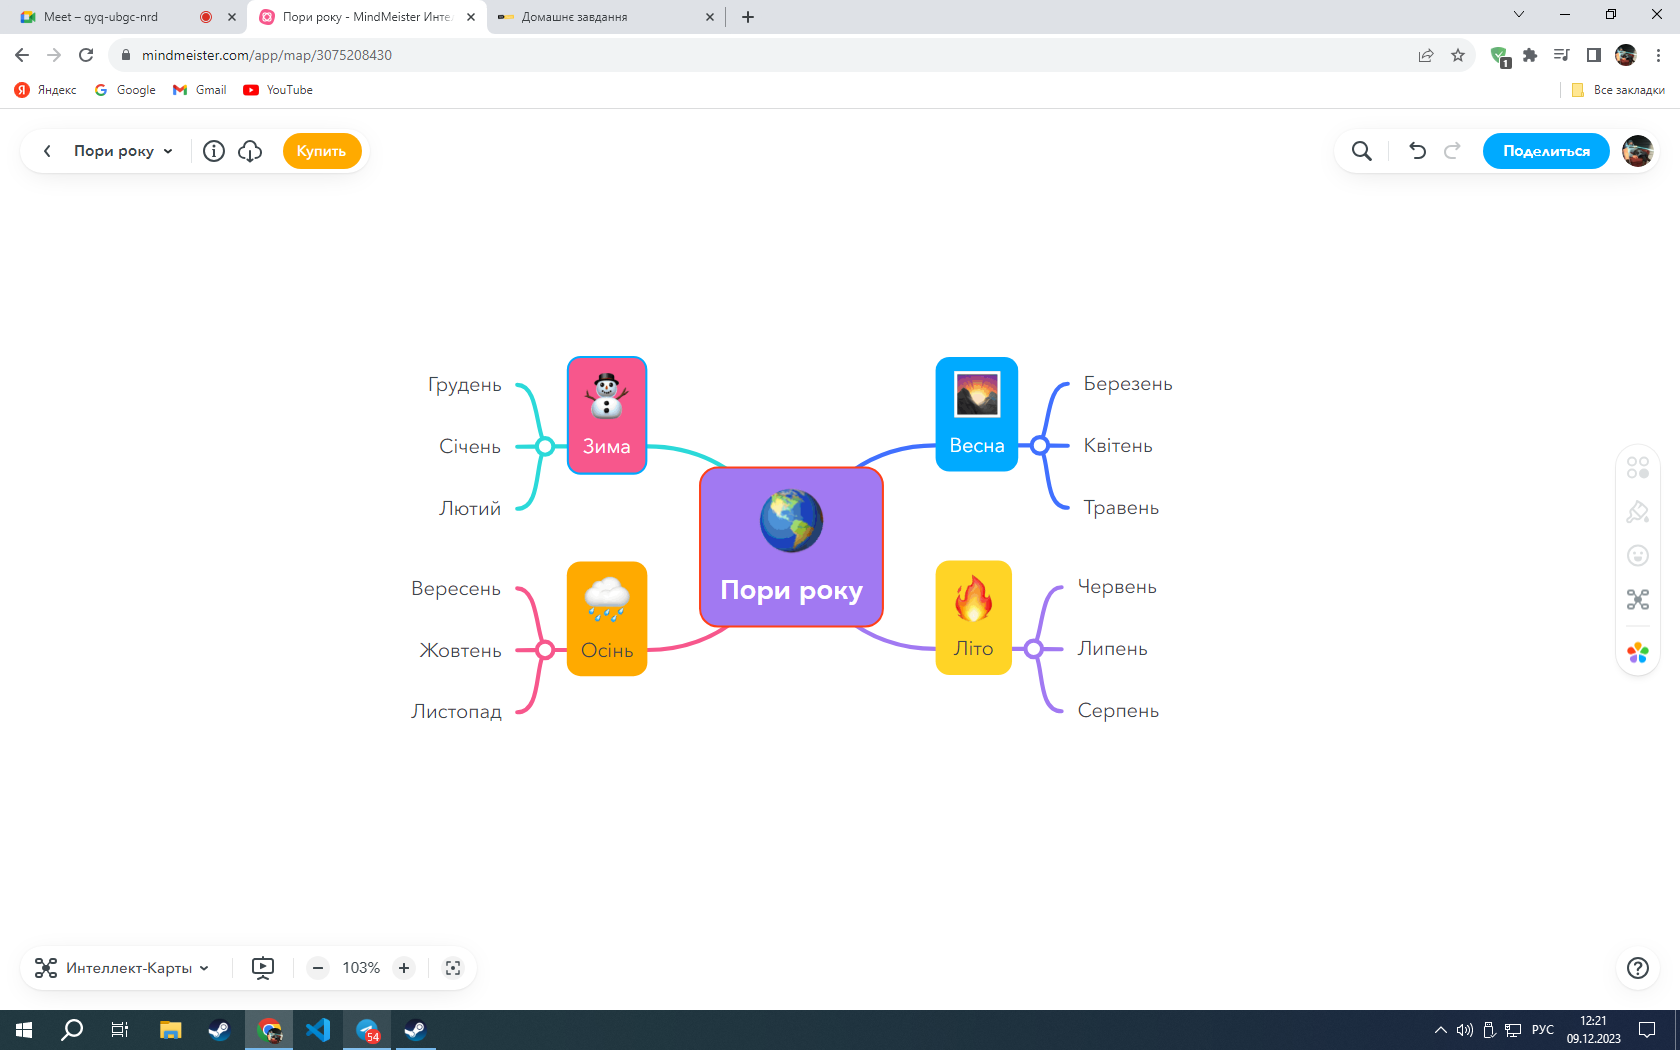 Meet – qyq-ubgc-nrd
Пори року - MindMeister Инте
Домашнє завдання
mindmeister.com/app/map/3075208430
1
Яндекс
Google
Gmail
YouTube
Все закладки
Пори року
Купить
Поделиться
Грудень
Січень
Лютий
Зима
Весна
Березень
Квітень
Травень
Пори року
Вересень
Жовтень
Листопад
Осінь
Літо
Червень
Липень
Серпень
Интеллект-Карты
103%
54
РУС
12:21
09.12.2023